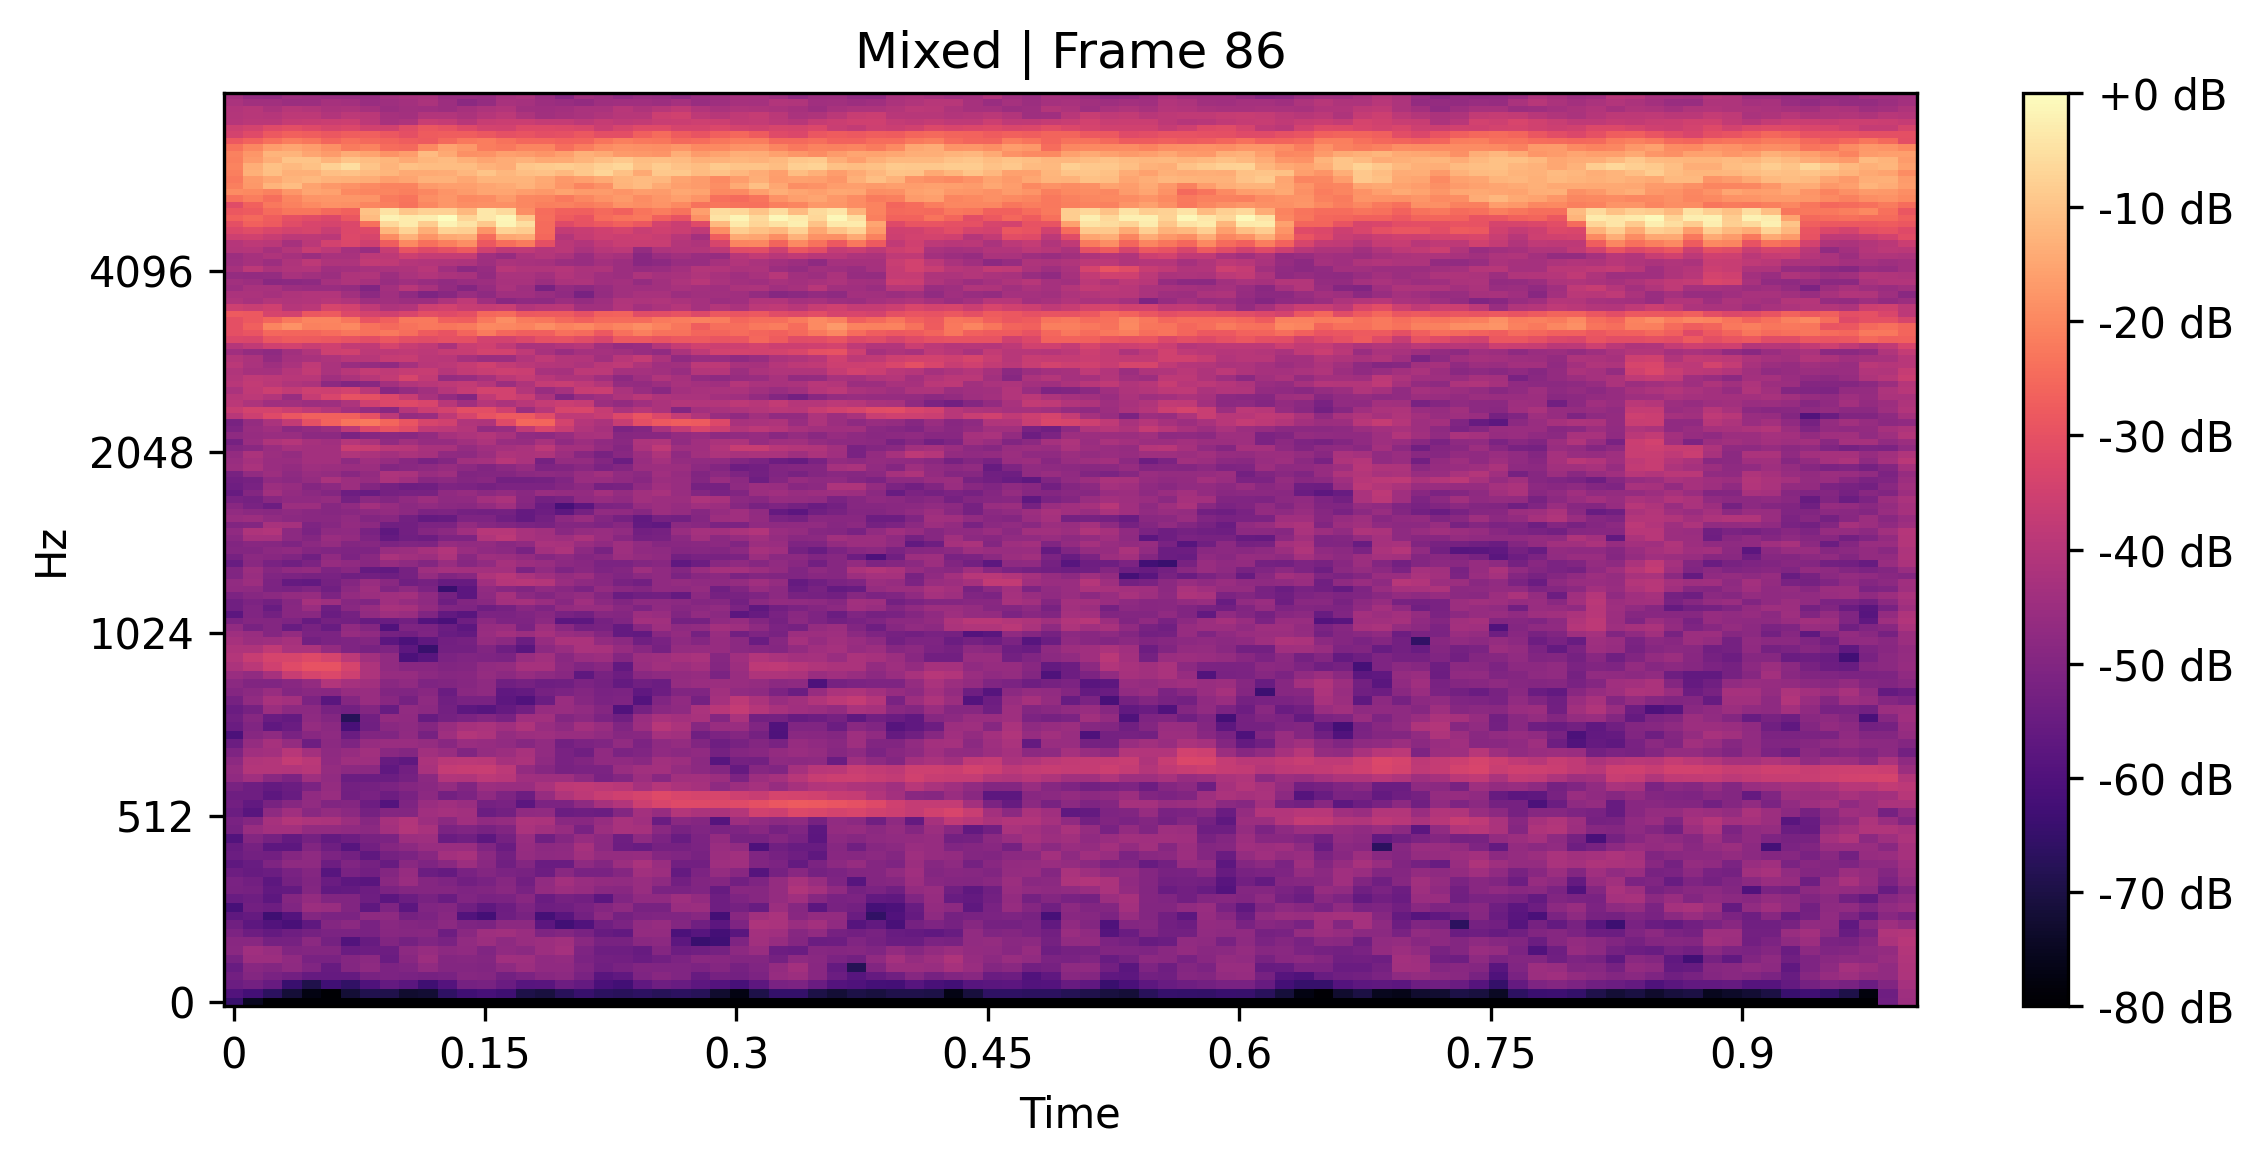 Mixed | Frame 86
+0 dB
-10 dB
-20 dB
-30 dB
-40 dB
-50 dB
-60 dB
-70 dB
-80 dB
Hz
4096
2048
1024
512
0
0 0.15 0.3 0.45 0.6 0.75 0.9
Time